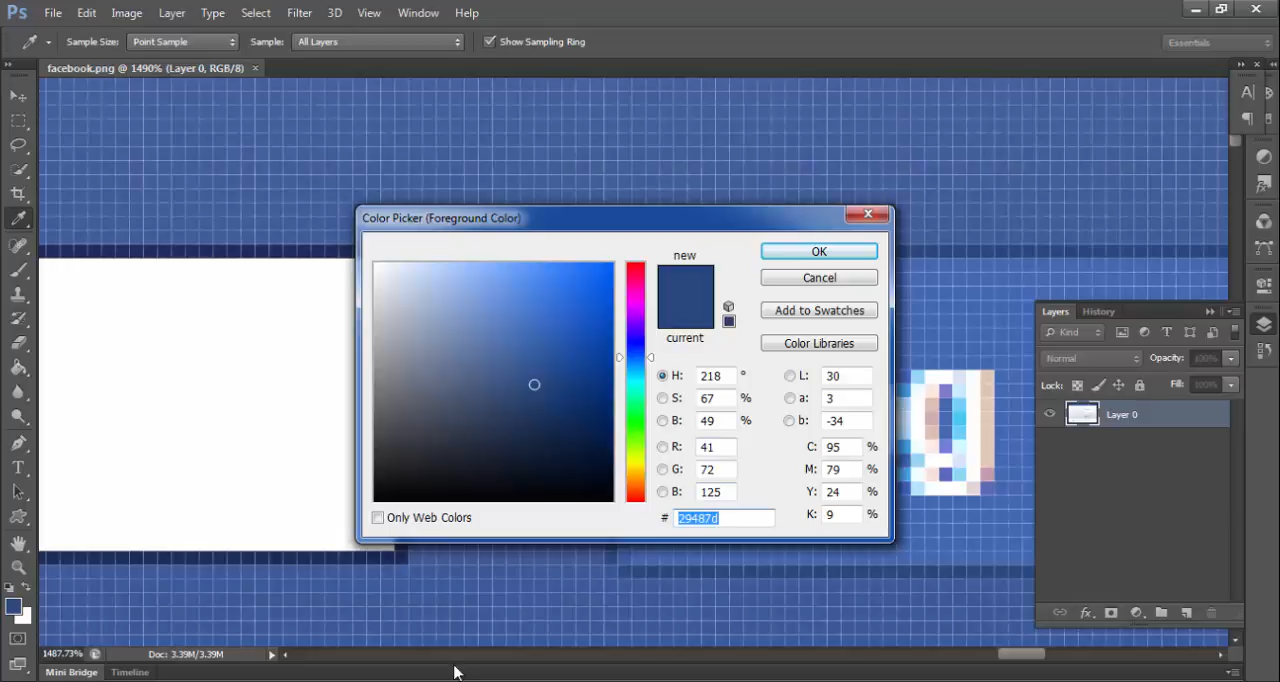 Ps File Edit Image Layer Type Select Filter 3D View Window Help
Sample Size: Point Sample Sample: All Layers Show Sampling Ring Essentials
facebook.png @ 1490% (Layer 0, RGB/8) ×
Color Picker (Foreground Color)
new
current
OK
Cancel
Add to Swatches
Color Libraries
H: 218 °
S: 67 %
B: 49 %
R: 41
G: 72
B: 125
# 29487d
L: 30
a: 3
b: -34
C: 95 %
M: 79 %
Y: 24 %
K: 9 %
Only Web Colors
Layers History
Kind
Normal Opacity: 100%
Lock: Fill: 100%
Layer 0
1487.73% Doc: 3.39M/3.39M
Mini Bridge Timeline